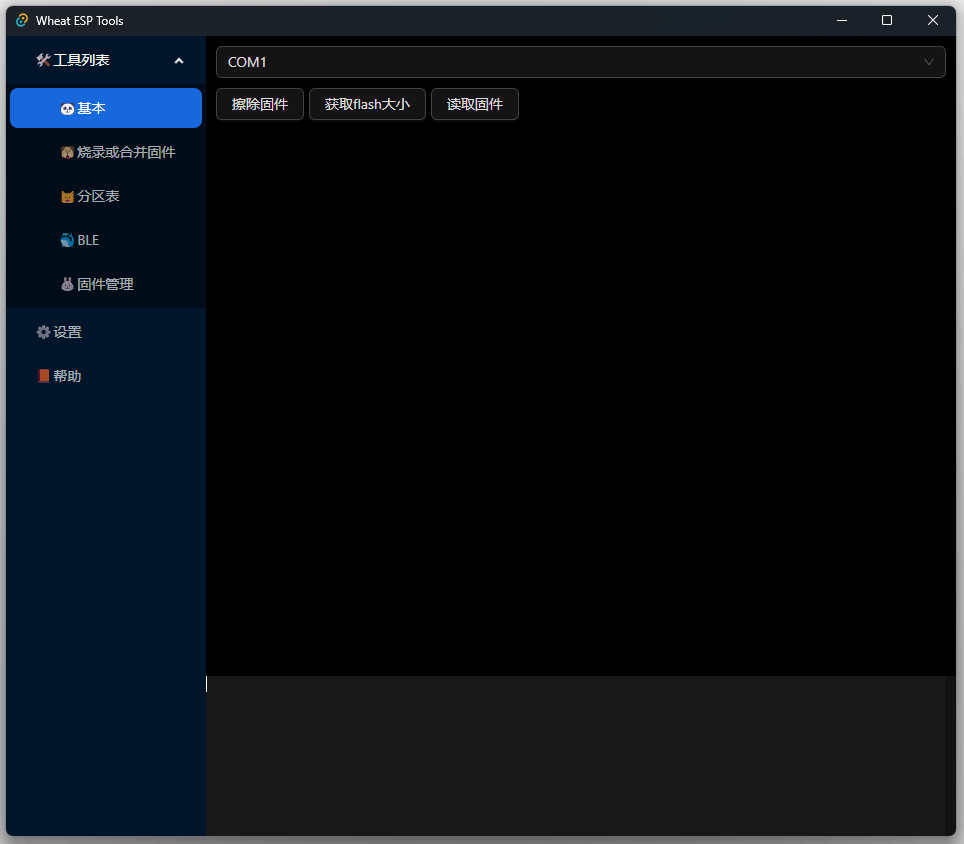 Wheat ESP Tools
工具列表
基本
烧录或合并固件
分区表
BLE
固件管理
设置
帮助
COM1
擦除固件 获取flash大小 读取固件